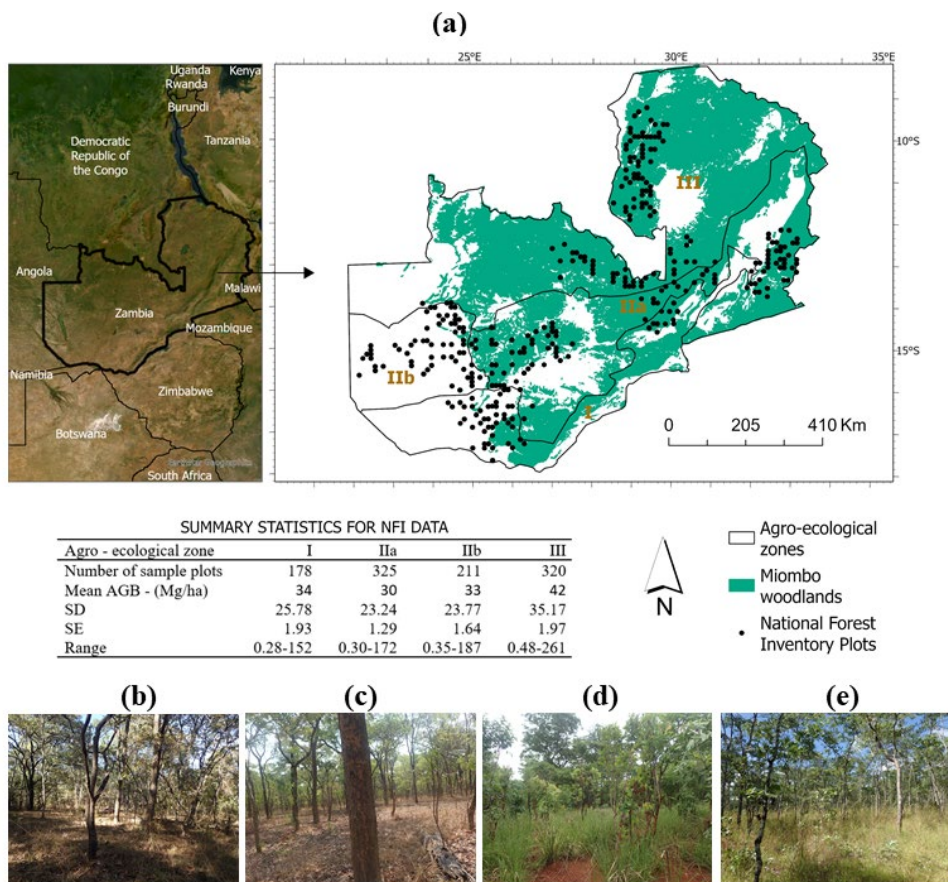 (a)
25°E 30°E 35°E
Uganda Kenya
Rwanda
Burundi
Democratic
Republic of
the Congo
Tanzania
10°S
III
Angola
Malawi
Zambia
IIA
Mozambique
15°S
IIb
Namibia
Zimbabwe
I
Botswana
0 205 410 Km
Earthstar Geographics
South Africa
SUMMARY STATISTICS FOR NFI DATA
Agro - ecological zone I IIa IIb III
Number of sample plots 178 325 211 320
Mean AGB - (Mg/ha) 34 30 33 42
SD 25.78 23.24 23.77 35.17
SE 1.93 1.29 1.64 1.97
Range 0.28-152 0.30-172 0.35-187 0.48-261
N
Agro-ecological
zones
Miombo
woodlands
National Forest
Inventory Plots
(b) (c) (d) (e)